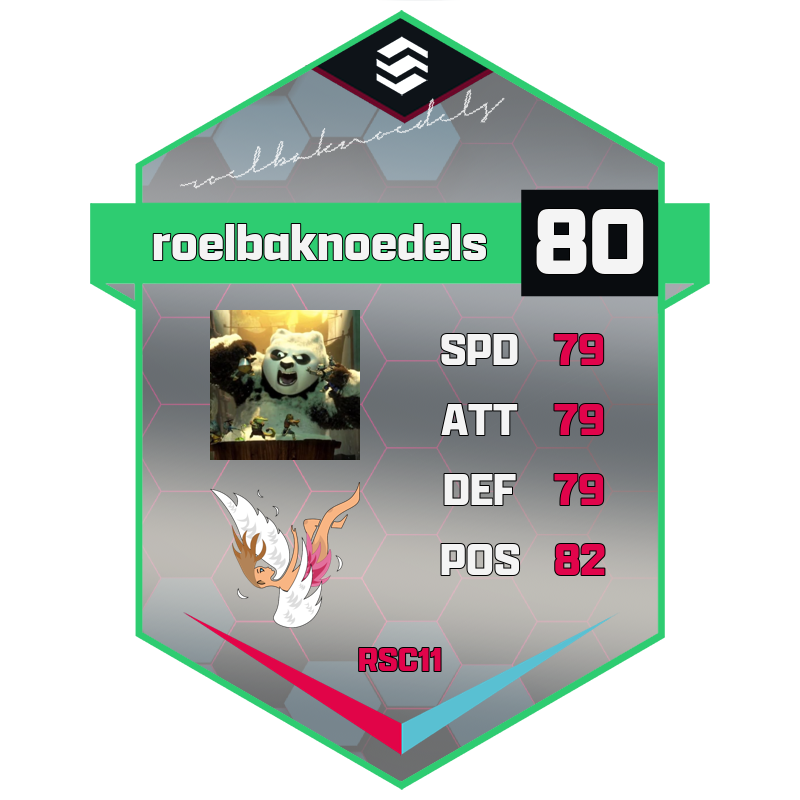 roelbaknoedels
roelbaknoedels 80
SPD 79
ATT 79
DEF 79
POS 82
RSC11